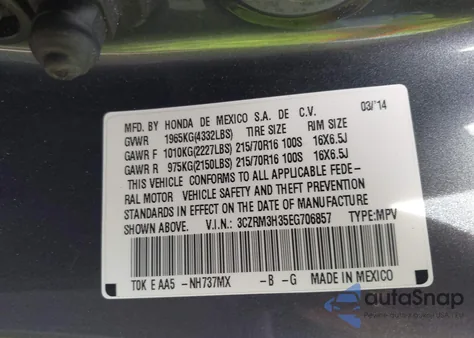 MFD. BY HONDA DE MEXICO S.A. DE C.V. 03/'14
GVWR 1965KG(4332LBS) TIRE SIZE RIM SIZE
GAWR F 1010KG(2227LBS) 215/70R16 100S 16X6.5J
GAWR R 975KG(2150LBS) 215/70R16 100S 16X6.5J
THIS VEHICLE CONFORMS TO ALL APPLICABLE FEDE-
RAL MOTOR VEHICLE SAFETY AND THEFT PREVENTION
STANDARDS IN EFFECT ON THE DATE OF MANUFACTURE
SHOWN ABOVE. V.I.N.: 3CZRM3H35EG706857 TYPE:MPV
TOK E AA5 -NH737MX -B -G MADE IN MEXICO
autoSnap